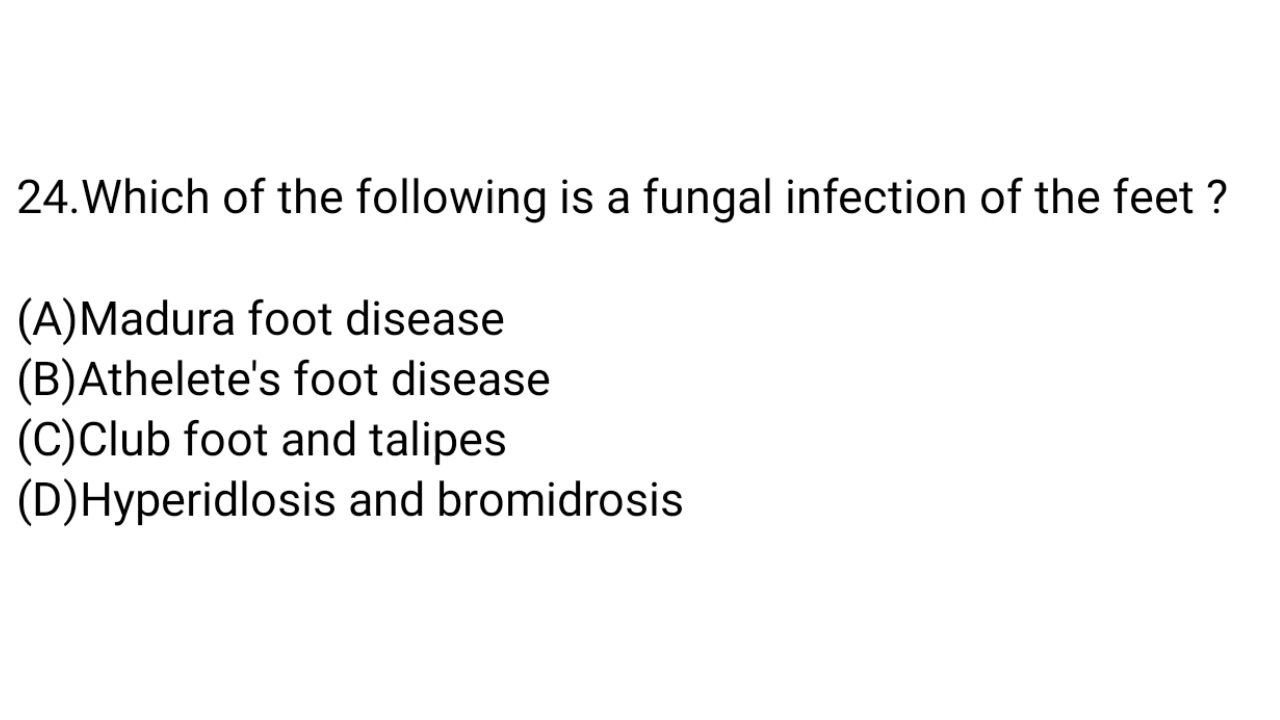 24.Which of the following is a fungal infection of the feet ?
(A)Madura foot disease
(B)Athelete's foot disease
(C)Club foot and talipes
(D)Hyperidlosis and bromidrosis